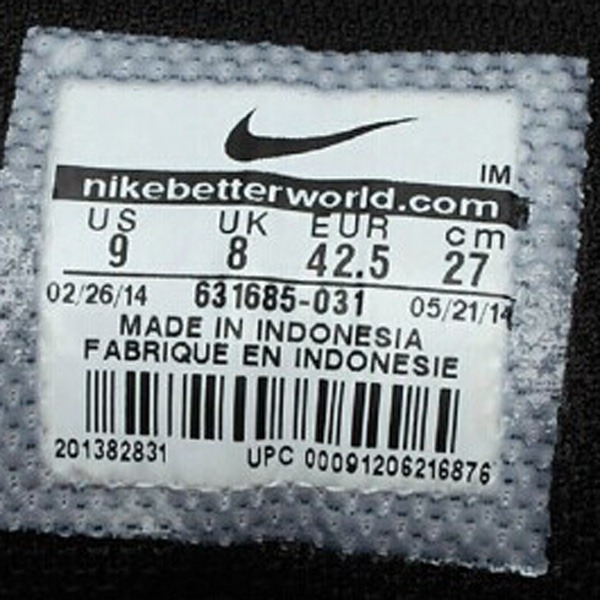 IM
nikebetterworld.com
US UK EUR cm
9 8 42.5 27
02/26/14 631685-031 05/21/14
MADE IN INDONESIA
FABRIQUE EN INDONESIE
201382831 UPC 00091206216876